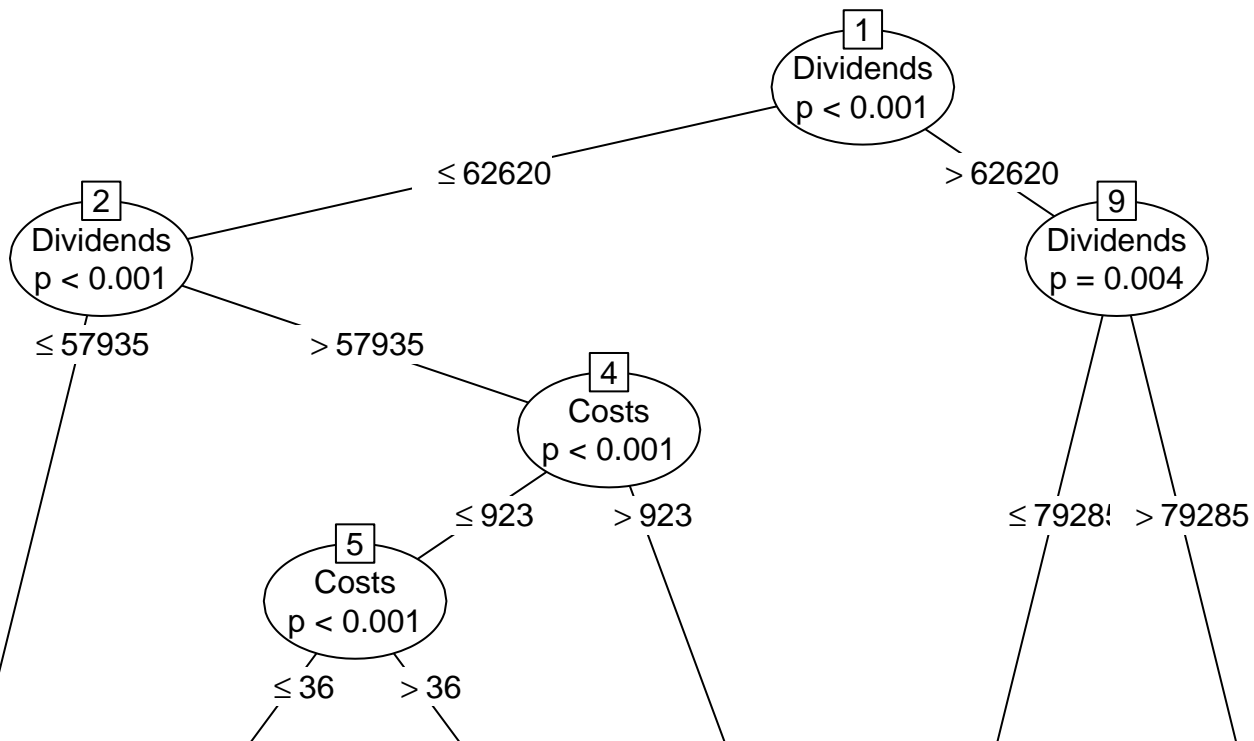 1
Dividends
p < 0.001
≤ 62620
> 62620
2
Dividends
p < 0.001
9
Dividends
p = 0.004
≤ 57935
> 57935
4
Costs
p < 0.001
≤ 923
> 923
≤ 79285
> 79285
5
Costs
p < 0.001
≤ 36
> 36